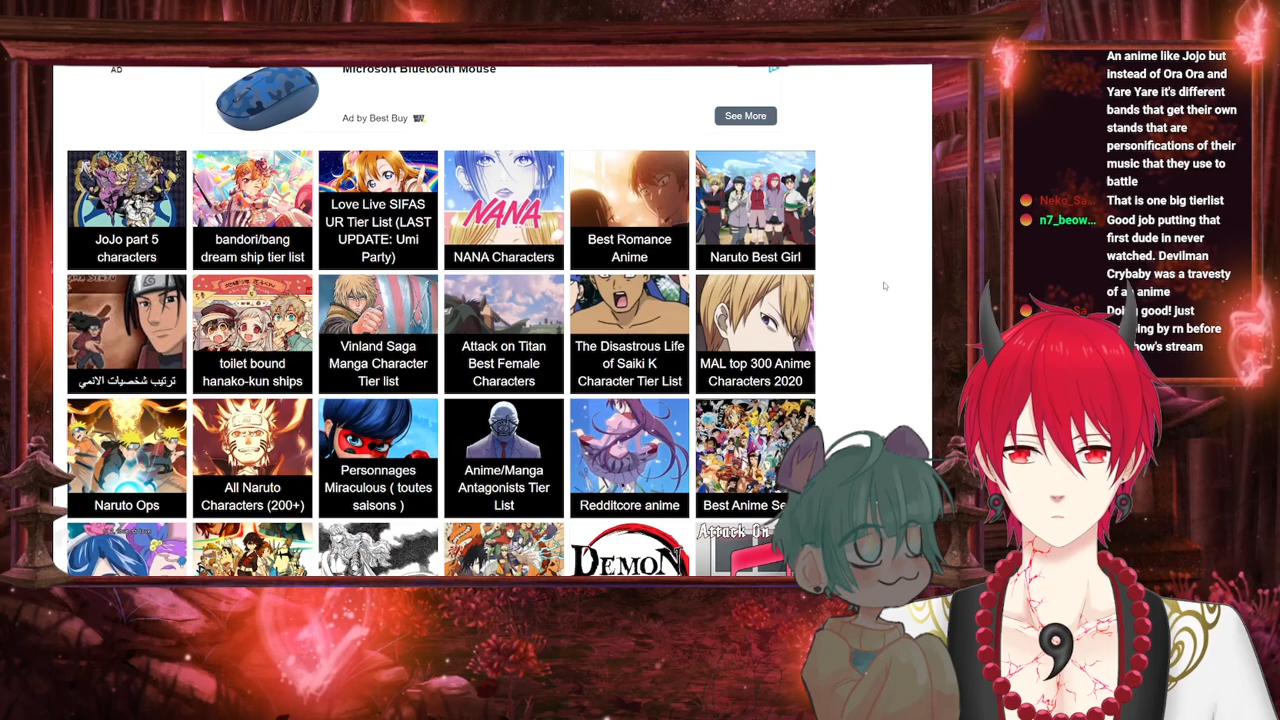 AD
Microsoft Bluetooth Mouse
Ad by Best Buy
See More
JoJo part 5
characters
bandori/bang
dream ship tier list
Love Live SIFAS
UR Tier List (LAST
UPDATE: Umi
Party)
NANA
NANA Characters
Best Romance
Anime
Naruto Best Girl
ترتيب شخصيات الانمي
toilet bound
hanako-kun ships
Vinland Saga
Manga Character
Tier list
Attack on Titan
Best Female
Characters
The Disastrous Life
of Saiki K
Character Tier List
MAL top 300 Anime
Characters 2020
Naruto Ops
All Naruto
Characters (200+)
Personnages
Miraculous ( toutes
saisons )
Anime/Manga
Antagonists Tier
List
Redditcore anime
Best Anime Se
DEMON
Attack On
An anime like Jojo but
instead of Ora Ora and
Yare Yare it's different
bands that get their own
stands that are
personifications of their
music that they use to
battle
Neko_Sa... That is one big tierlist
n7_beow... Good job putting that
first dude in never
watched. Devilman
Crybaby was a travesty
of a anime
good! just
by rn before
stream